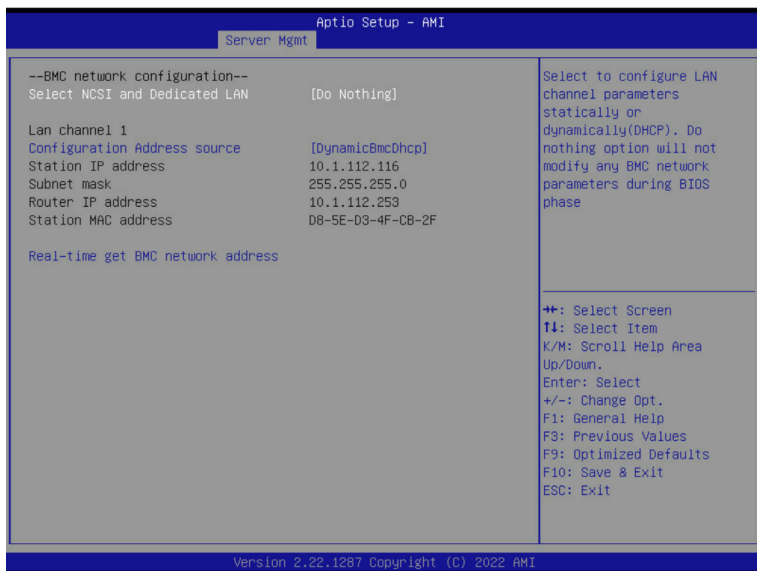 Aptio Setup – AMI
Server Mgmt
--BMC network configuration--
Select NCSI and Dedicated LAN [Do Nothing]
Lan channel 1
Configuration Address source [DynamicBmcDhcp]
Station IP address 10.1.112.116
Subnet mask 255.255.255.0
Router IP address 10.1.112.253
Station MAC address D8-5E-D3-4F-CB-2F
Real-time get BMC network address
Select to configure LAN
channel parameters
statically or
dynamically(DHCP). Do
nothing option will not
modify any BMC network
parameters during BIOS
phase
→←: Select Screen
↑↓: Select Item
K/M: Scroll Help Area
Up/Down.
Enter: Select
+/-: Change Opt.
F1: General Help
F3: Previous Values
F9: Optimized Defaults
F10: Save & Exit
ESC: Exit
Version 2.22.1287 Copyright (C) 2022 AMI